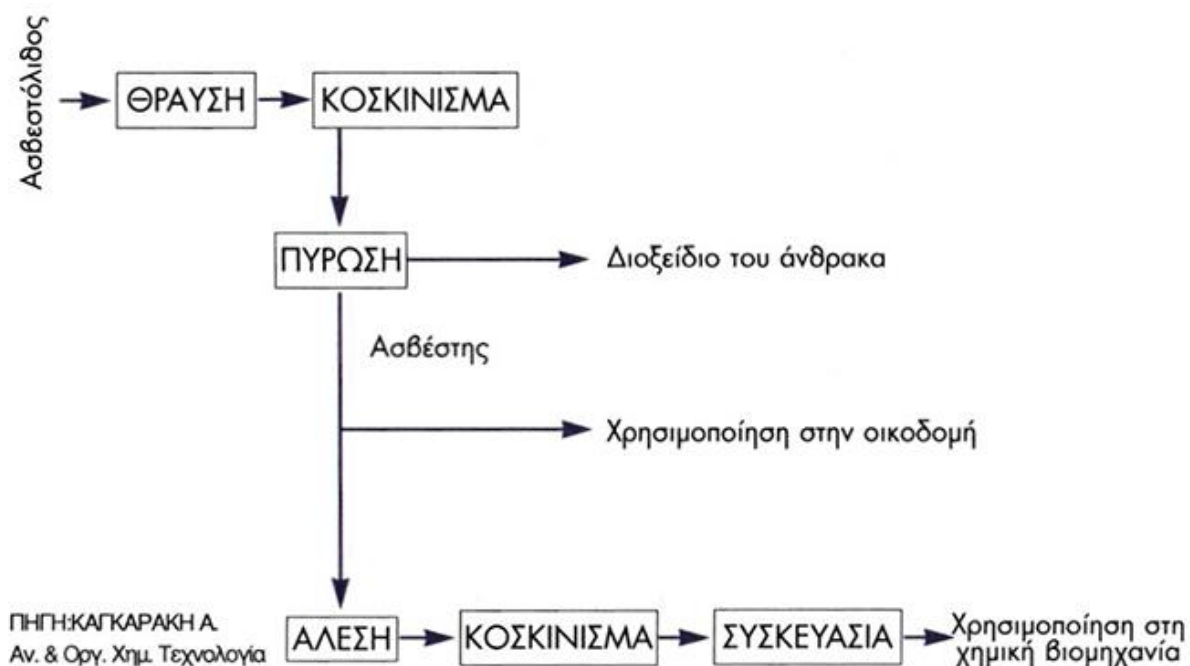 Ασβεστόλιθος
ΘΡΑΥΣΗ
ΚΟΣΚΙΝΙΣΜΑ
ΠΥΡΩΣΗ
Διοξείδιο του άνθρακα
Ασβέστης
Χρησιμοποίηση στην οικοδομή
ΑΛΕΣΗ
ΚΟΣΚΙΝΙΣΜΑ
ΣΥΣΚΕΥΑΣΙΑ
Χρησιμοποίηση στη
χημική βιομηχανία
ΠΗΓΗ:ΚΑΓΚΑΡΑΚΗ Α.
Αν. & Οργ. Χημ. Τεχνολογία